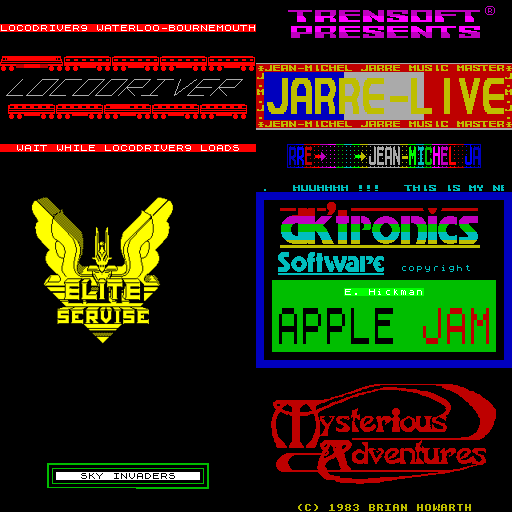 LOCODRIVER9 WATERLOO-BOURNEMOUTH
LOCODRIVER
WAIT WHILE LOCODRIVER9 LOADS
TRENSOFT®
PRESENTS
JEAN-MICHEL JARRE MUSIC MASTER
JARRE-LIVE
JEAN-MICHEL JARRE MUSIC MASTER
RRE→ →JEAN-MICHEL JA
. HUUHHHH !!! THIS IS MY NE
ELITE
SERVISE
SKY INVADERS
dk'tronics
Software copyright
E. Hickman
APPLE JAM
Mysterious
Adventures
(C) 1983 BRIAN HOWARTH